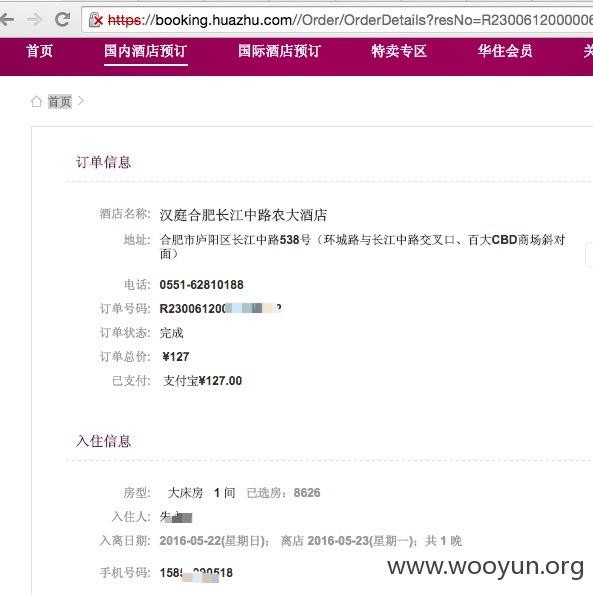 https://booking.huazhu.com//Order/OrderDetails?resNo=R2300612000006
首页 国内酒店预订 国际酒店预订 特卖专区 华住会员 关
首页
订单信息
酒店名称: 汉庭合肥长江中路农大酒店
地址: 合肥市庐阳区长江中路538号（环城路与长江中路交叉口、百大CBD商场斜对
面）
电话: 0551-62810188
订单号码: R23006120
订单状态: 完成
订单总价: ¥127
已支付: 支付宝¥127.00
入住信息
房型: 大床房 1 间 已选房：8626
入住人:
入离日期: 2016-05-22(星期日)； 离店 2016-05-23(星期一)；共 1 晚
手机号码: 158 0518
www.wooyun.org